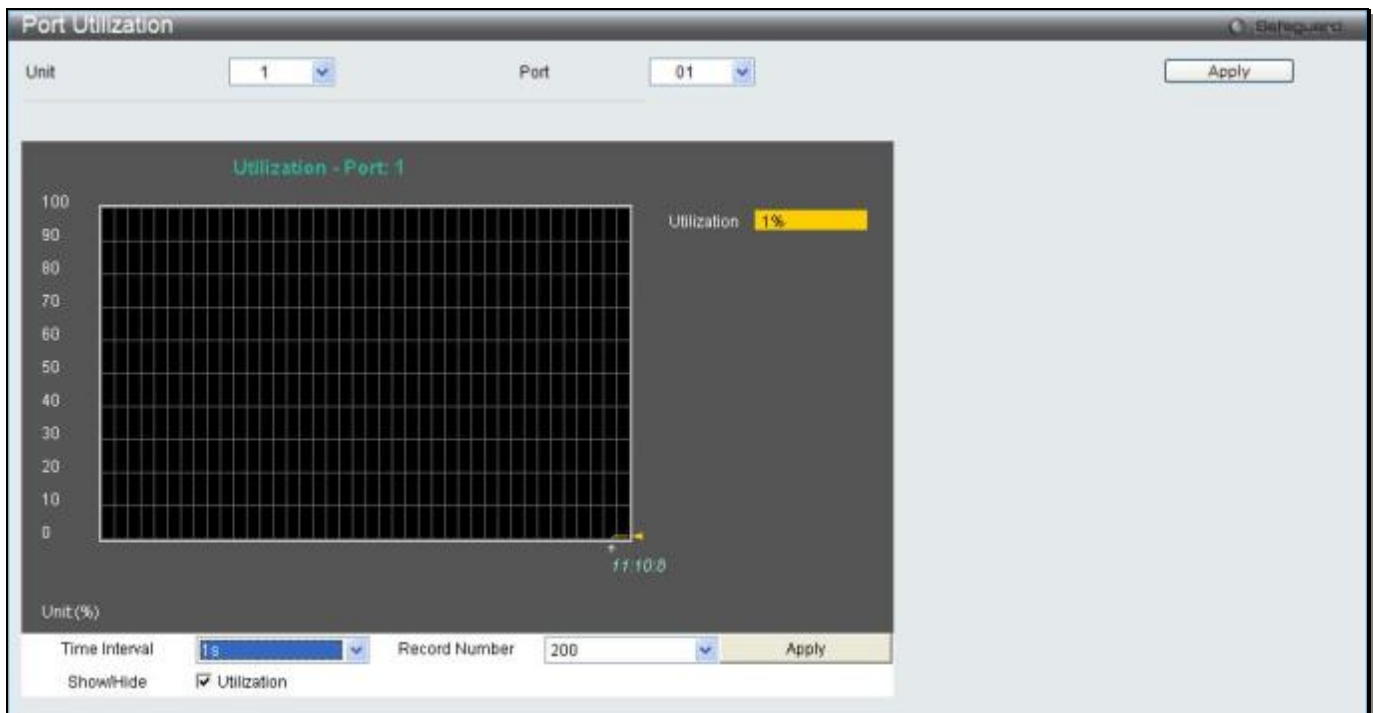 Port Utilization
Safeguard
Unit 1 Port 01 Apply
Utilization - Port: 1
100
90
80
70
60
50
40
30
20
10
0
Utilization 1%
11:10:8
Unit (%)
Time Interval 1s Record Number 200 Apply
Show/Hide Utilization